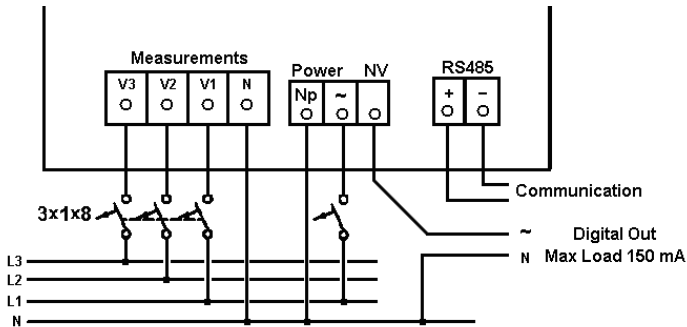 Measurements
V3 V2 V1 N
Power NV
Np ~
RS485
+ −
3x1x8
Communication
~ Digital Out
N Max Load 150 mA
L3
L2
L1
N